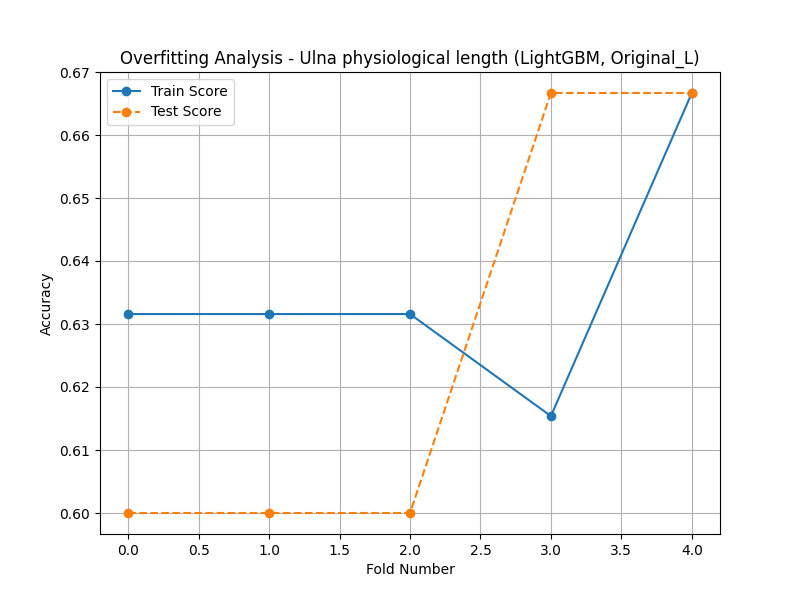 Overfitting Analysis - Ulna physiological length (LightGBM, Original_L)
Train Score
Test Score
0.67
0.66
0.65
0.64
0.63
0.62
0.61
0.60
Accuracy
0.0 0.5 1.0 1.5 2.0 2.5 3.0 3.5 4.0
Fold Number